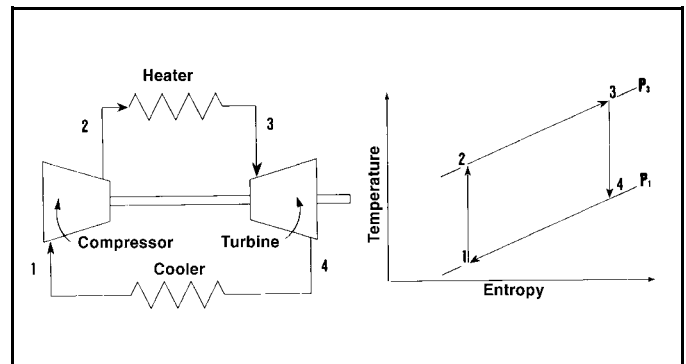 Heater
2
3
Compressor
Turbine
1
Cooler
4
Temperature
Entropy
1
2
3
4
P₃
P₁